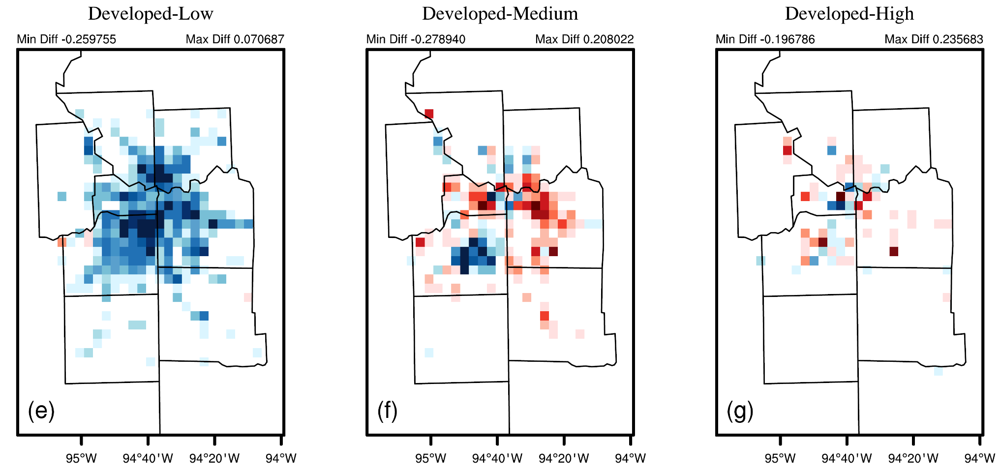 Developed-Low Developed-Medium Developed-High
Min Diff -0.259755 Max Diff 0.070687 Min Diff -0.278940 Max Diff 0.208022 Min Diff -0.196786 Max Diff 0.235683
(e) (f) (g)
95°W 94°40'W 94°20'W 94°W 95°W 94°40'W 94°20'W 94°W 95°W 94°40'W 94°20'W 94°W